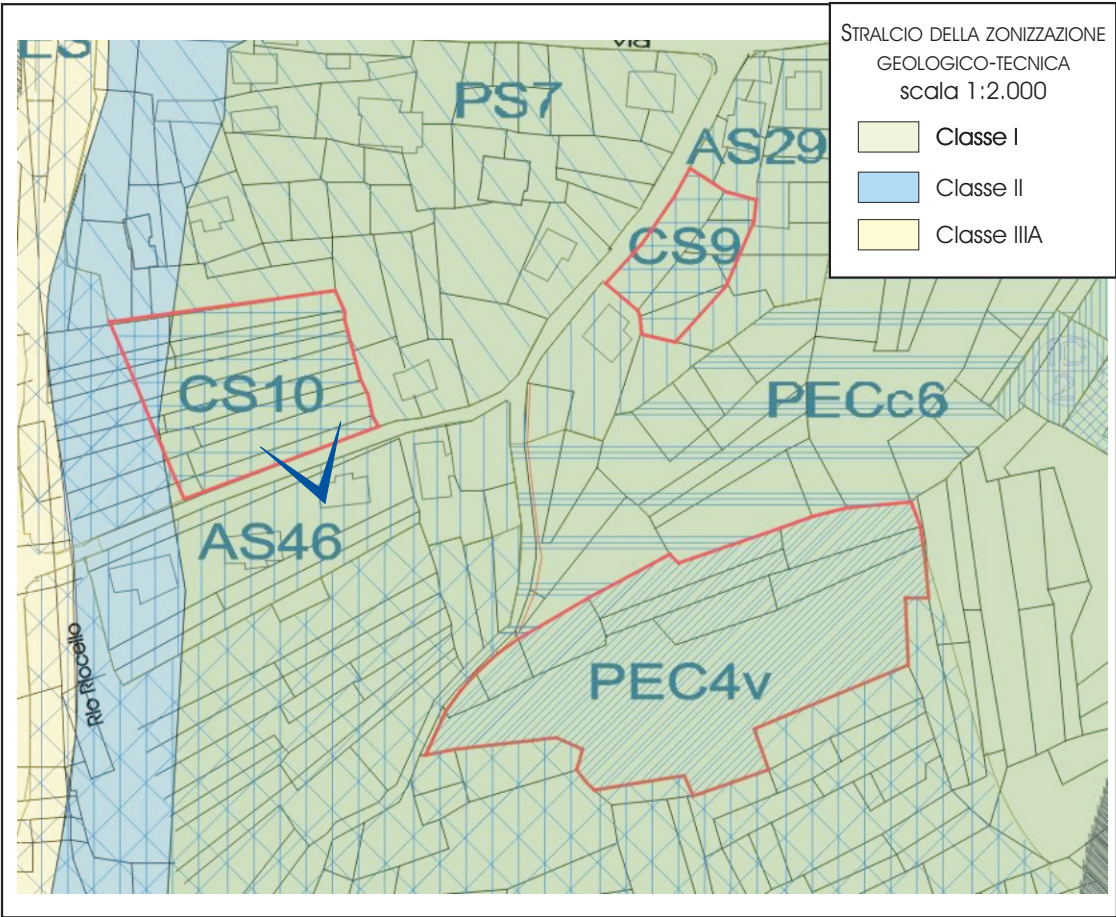 STRALCIO DELLA ZONIZZAZIONE
GEOLOGICO-TECNICA
scala 1:2.000
Classe I
Classe II
Classe IIIA
ES
via
PS7
AS29
CS9
CS10
PECc6
AS46
PEC4v
Rio Riocello